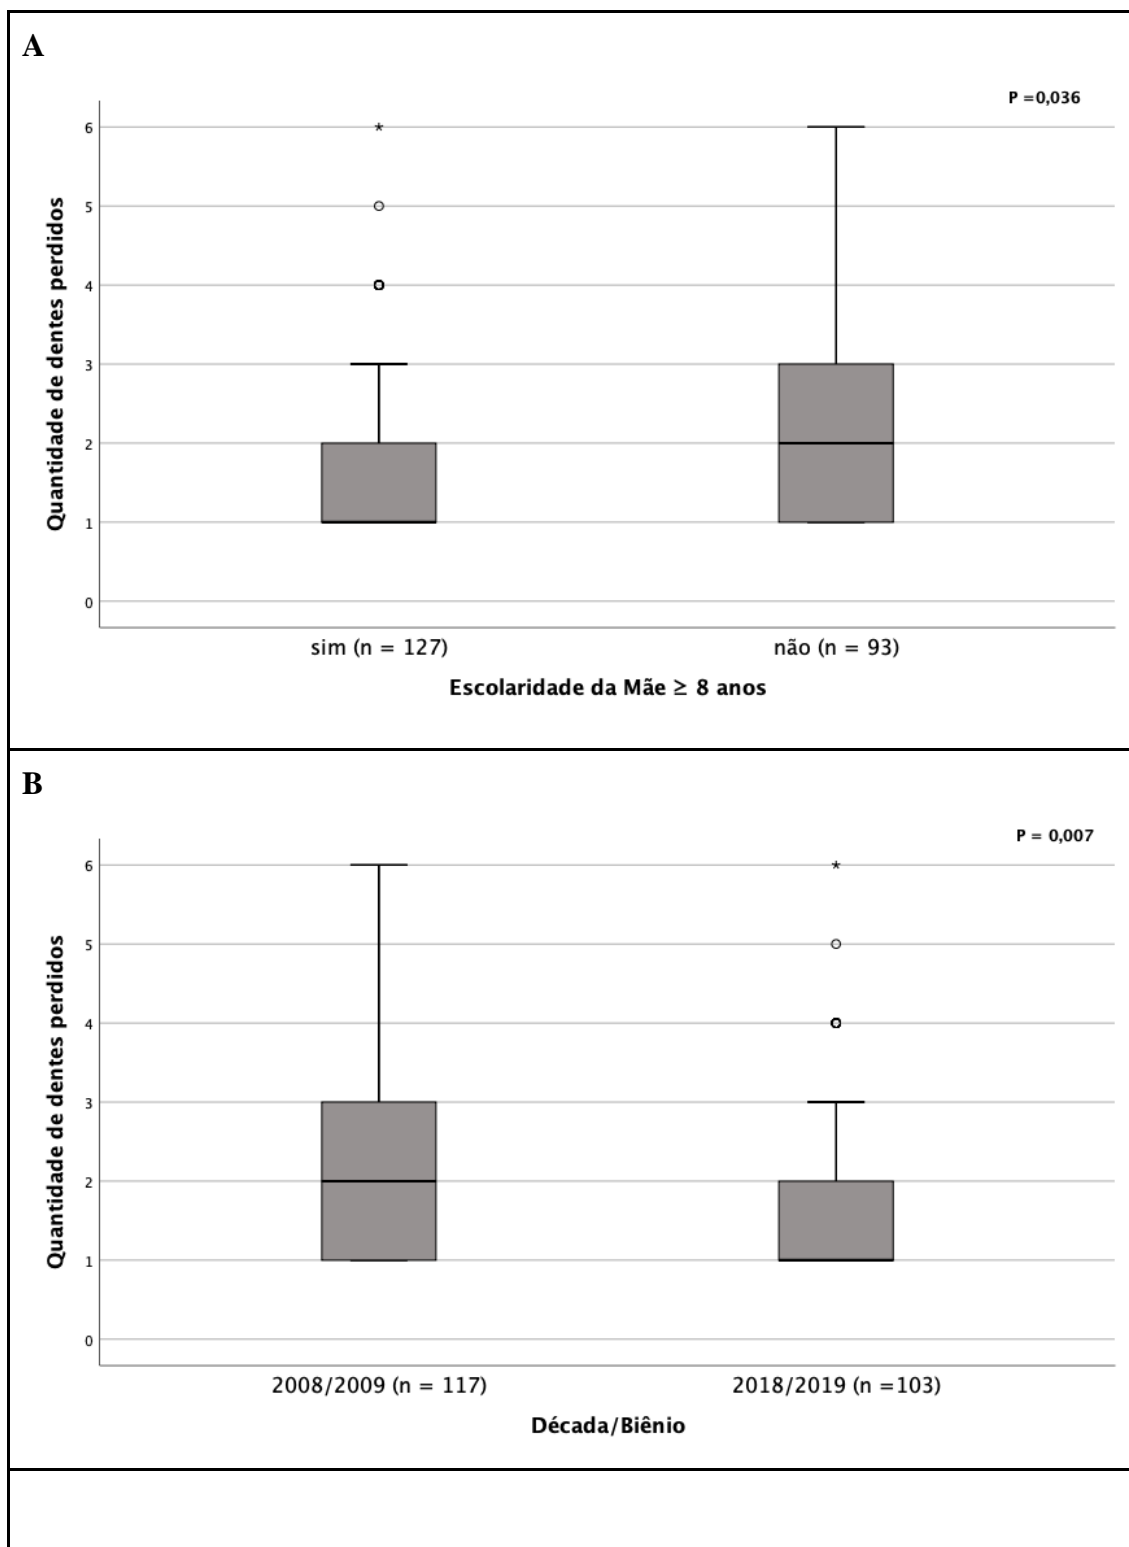 A
P =0,036
Quantidade de dentes perdidos
6
5
4
3
2
1
0
sim (n = 127)
não (n = 93)
Escolaridade da Mãe ≥ 8 anos
B
P = 0,007
Quantidade de dentes perdidos
6
5
4
3
2
1
0
2008/2009 (n = 117)
2018/2019 (n =103)
Década/Biênio